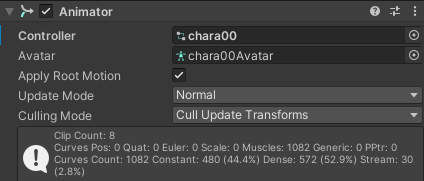 Animator
Controller chara00
Avatar chara00Avatar
Apply Root Motion
Update Mode Normal
Culling Mode Cull Update Transforms
Clip Count: 8
Curves Pos: 0 Quat: 0 Euler: 0 Scale: 0 Muscles: 1082 Generic: 0 PPtr: 0
Curves Count: 1082 Constant: 480 (44.4%) Dense: 572 (52.9%) Stream: 30
(2.8%)